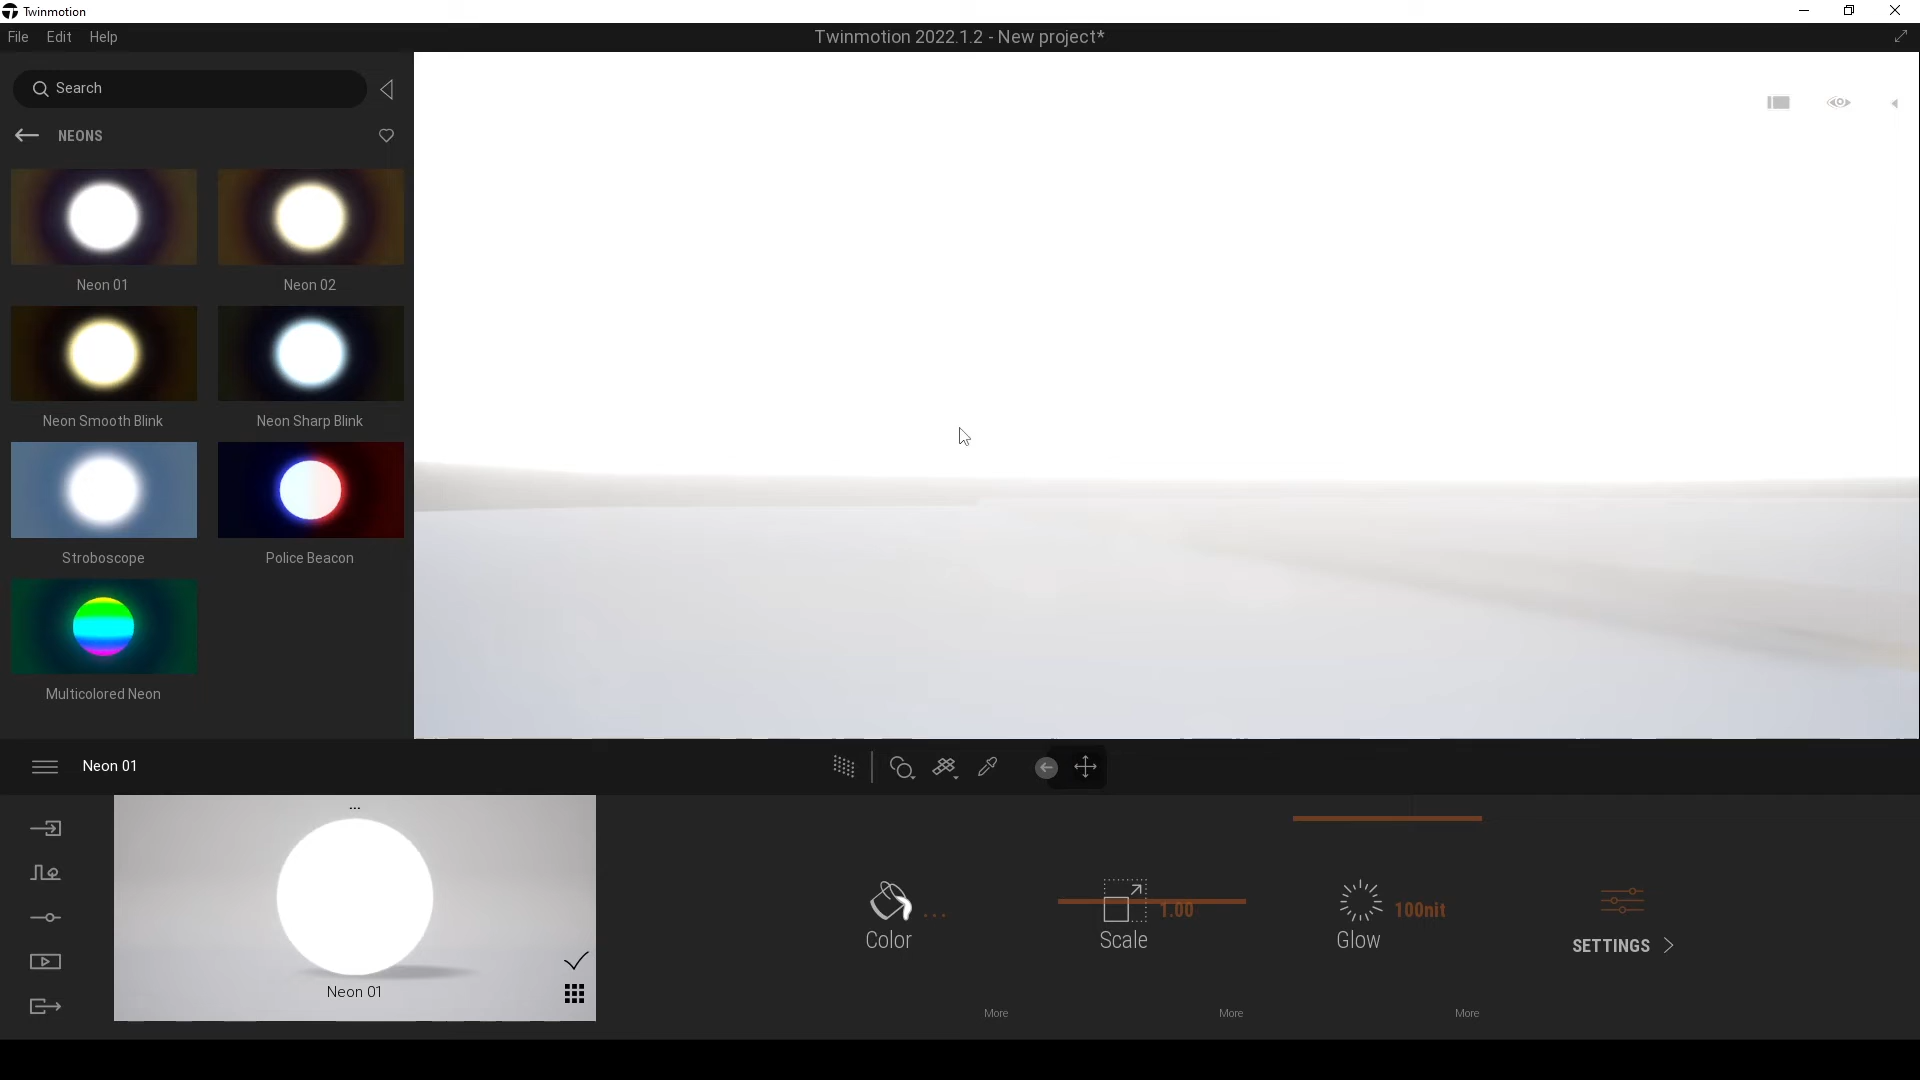 Twinmotion
File Edit Help
Twinmotion 2022.1.2 - New project*
Search
NEONS
Neon 01
Neon 02
Neon Smooth Blink
Neon Sharp Blink
Stroboscope
Police Beacon
Multicolored Neon
Neon 01
...
Neon 01
Color
...
More
Scale
1.00
More
Glow
100nit
More
SETTINGS